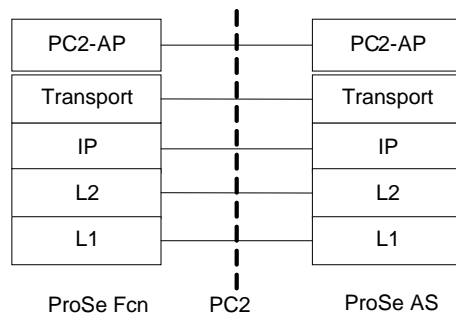 PC2-AP PC2-AP
Transport Transport
IP IP
L2 L2
L1 L1
ProSe Fcn PC2 ProSe AS